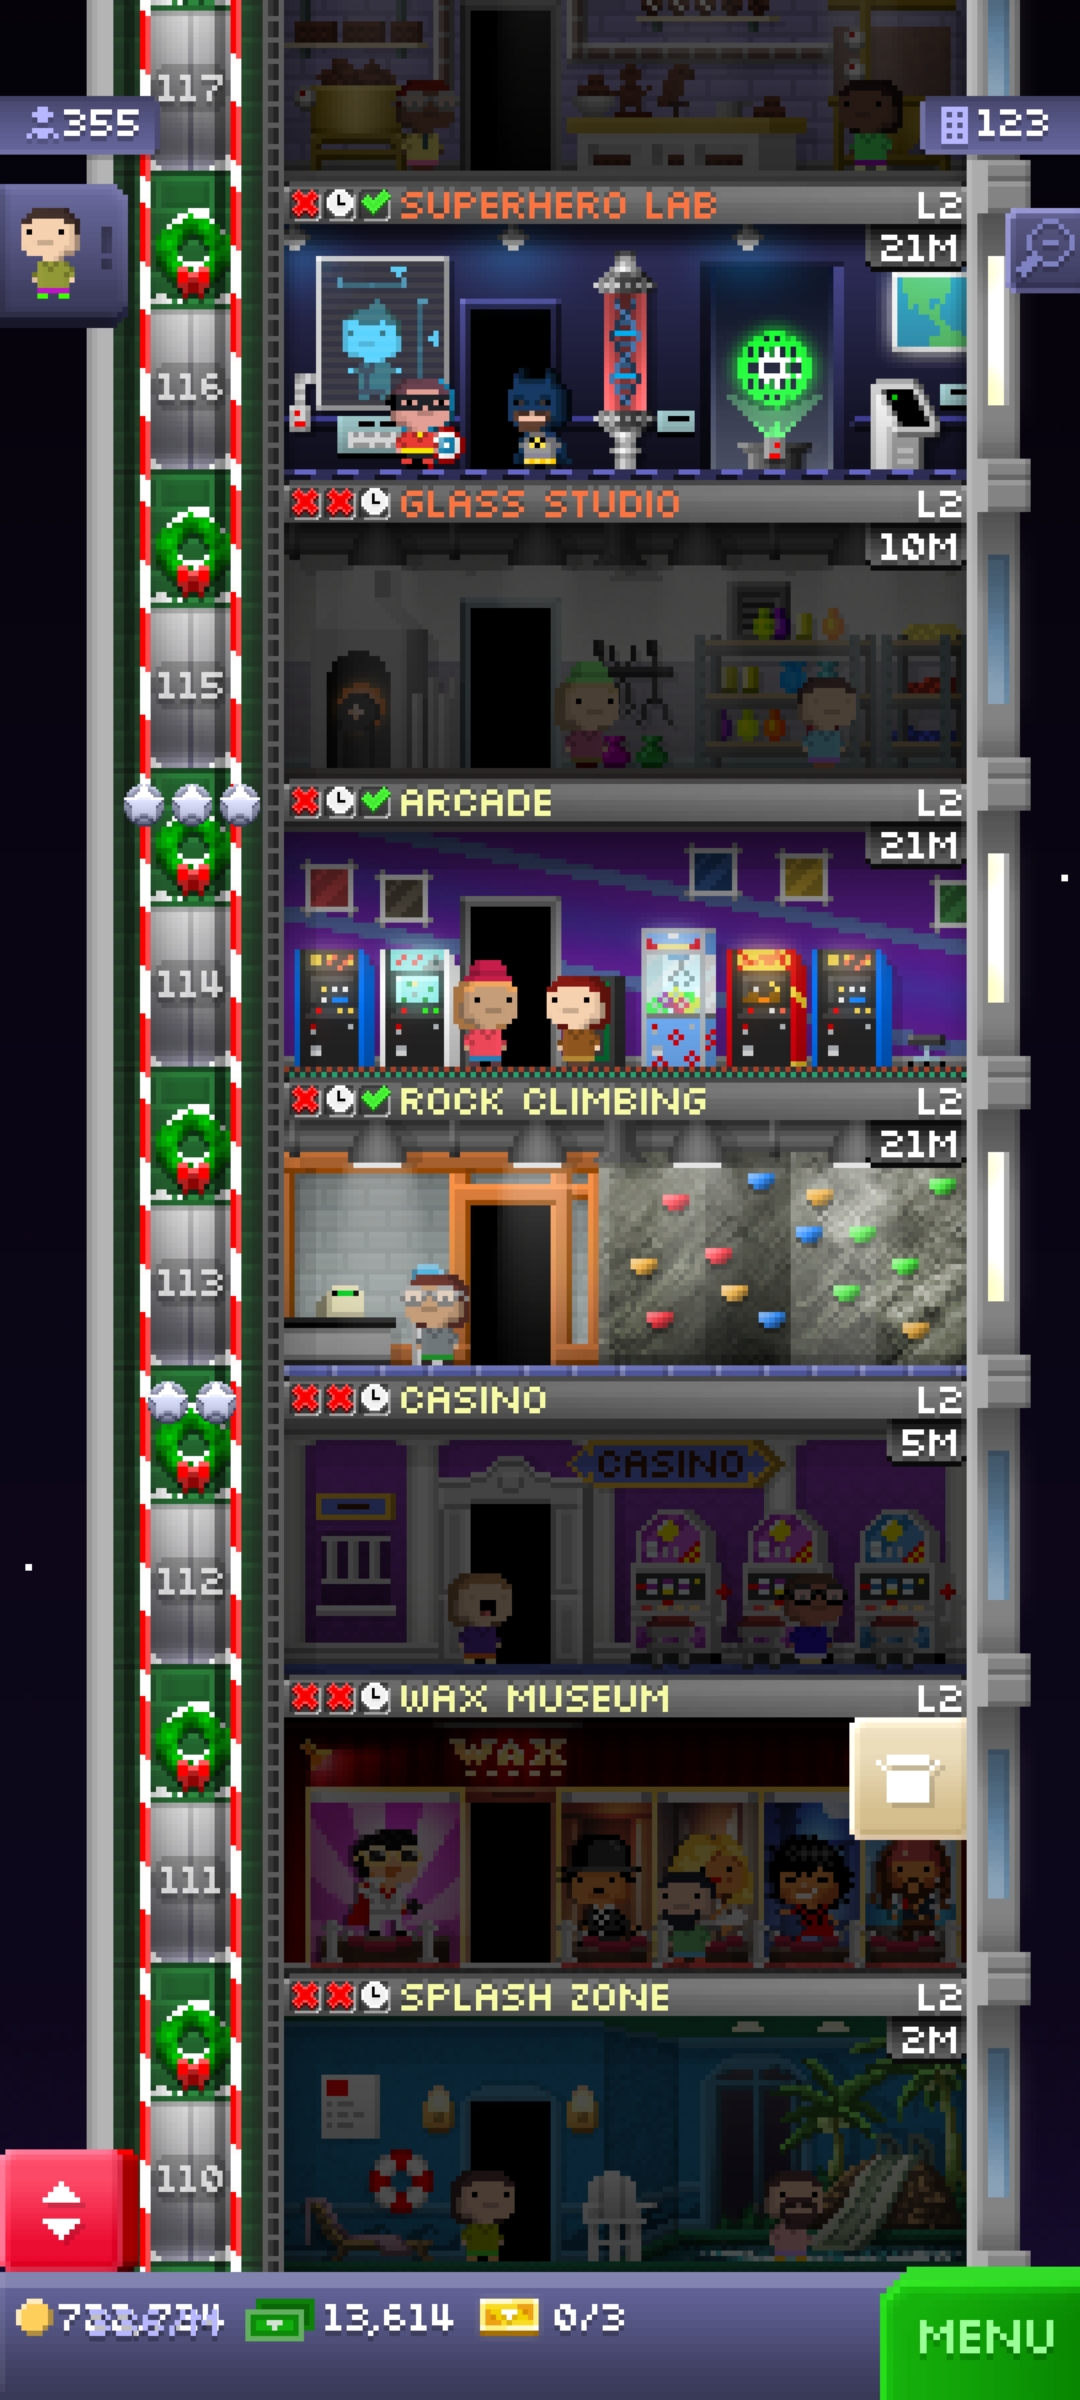 117
355
123
SUPERHERO LAB L2
21M
116
GLASS STUDIO L2
10M
115
ARCADE L2
21M
114
ROCK CLIMBING L2
21M
113
CASINO L2
5M
CASINO
112
WAX MUSEUM L2
WAX
111
SPLASH ZONE L2
2M
110
13,614 0/3
MENU